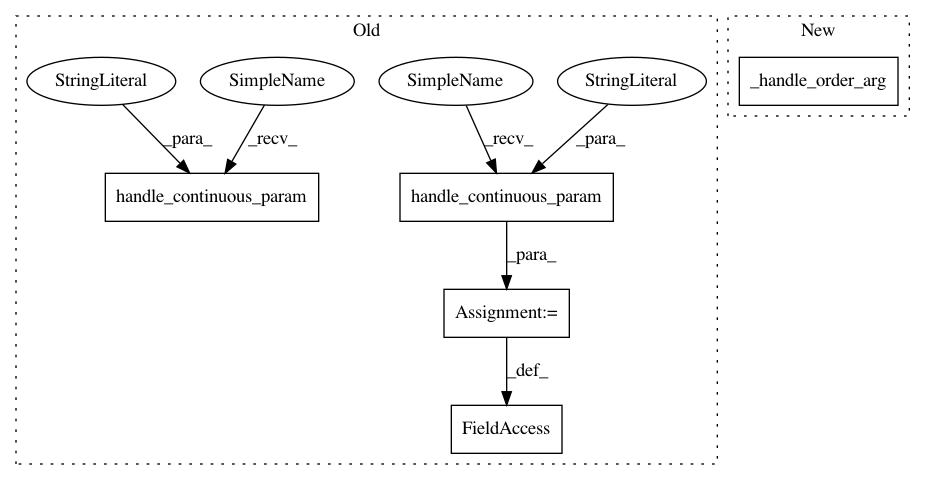 Old
New
StringLiteral
SimpleName
SimpleName
StringLiteral
_handle_order_arg
_para_
_recv_
_recv_
_para_
handle_continuous_param
handle_continuous_param
_para_
Assignment:=
_def_
FieldAccess